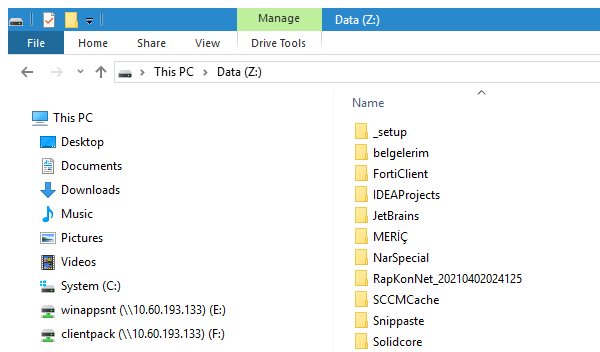 Manage Data (Z:)
File Home Share View Drive Tools
This PC Data (Z:)
This PC
Desktop
Documents
Downloads
Music
Pictures
Videos
System (C:)
winappsnt (\\10.60.193.133) (E:)
clientpack (\\10.60.193.133) (F:)
Name
_setup
belgelerim
FortiClient
IDEAProjects
JetBrains
MERİÇ
NarSpecial
RapKonNet_20210402024125
SCCMCache
Snippaste
Solidcore